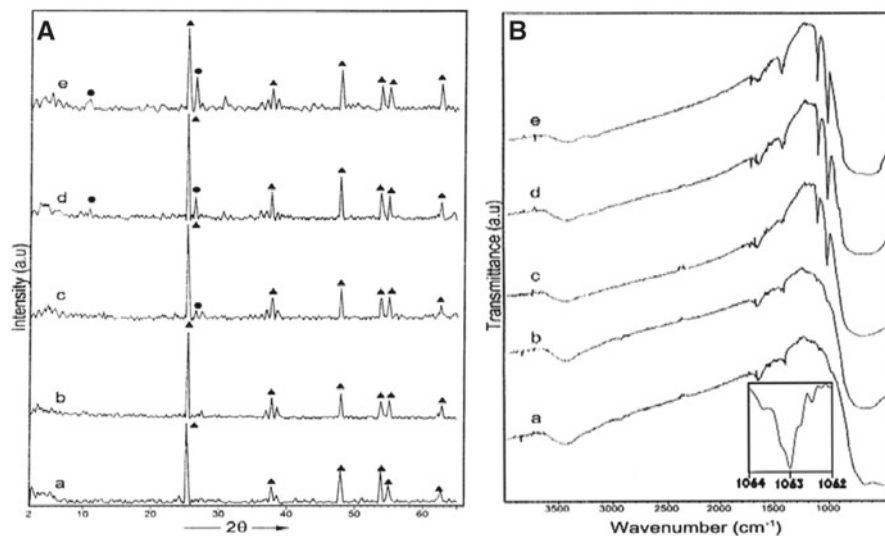 A
e
d
c
b
a
Intensity (a.u)
2 10 20 30 40 50 60
2θ
B
e
d
c
b
a
Transmittance (a.u)
1064 1063 1062
3500 3000 2500 2000 1500 1000 500
Wavenumber (cm⁻¹)